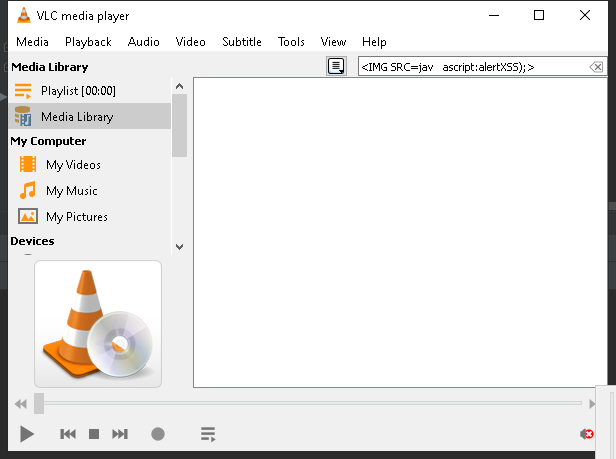 VLC media player
Media Playback Audio Video Subtitle Tools View Help
Media Library
<IMG SRC=jav   ascript:alertXSS);>
Playlist [00:00]
Media Library
My Computer
My Videos
My Music
My Pictures
Devices